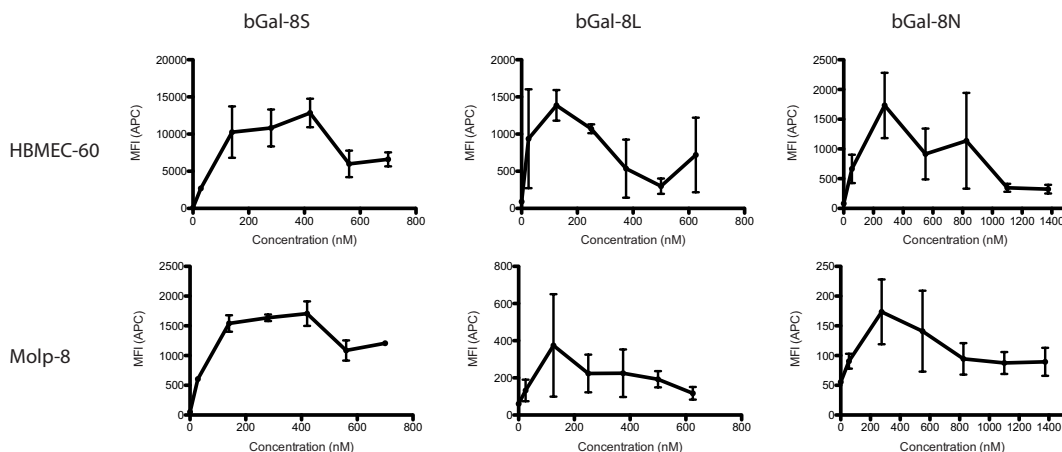 bGal-8S
bGal-8L
bGal-8N
HBMEC-60
MFI (APC)
20000
15000
10000
5000
0
0 200 400 600 800
Concentration (nM)
MFI (APC)
2000
1500
1000
500
0
0 200 400 600 800
Concentration (nM)
MFI (APC)
2500
2000
1500
1000
500
0
0 200 400 600 800 1000 1200 1400
Concentration (nM)
Molp-8
MFI (APC)
2500
2000
1500
1000
500
0
0 200 400 600 800
Concentration (nM)
MFI (APC)
800
600
400
200
0
0 200 400 600 800
Concentration (nM)
MFI (APC)
250
200
150
100
50
0
0 200 400 600 800 1000 1200 1400
Concentration (nM)